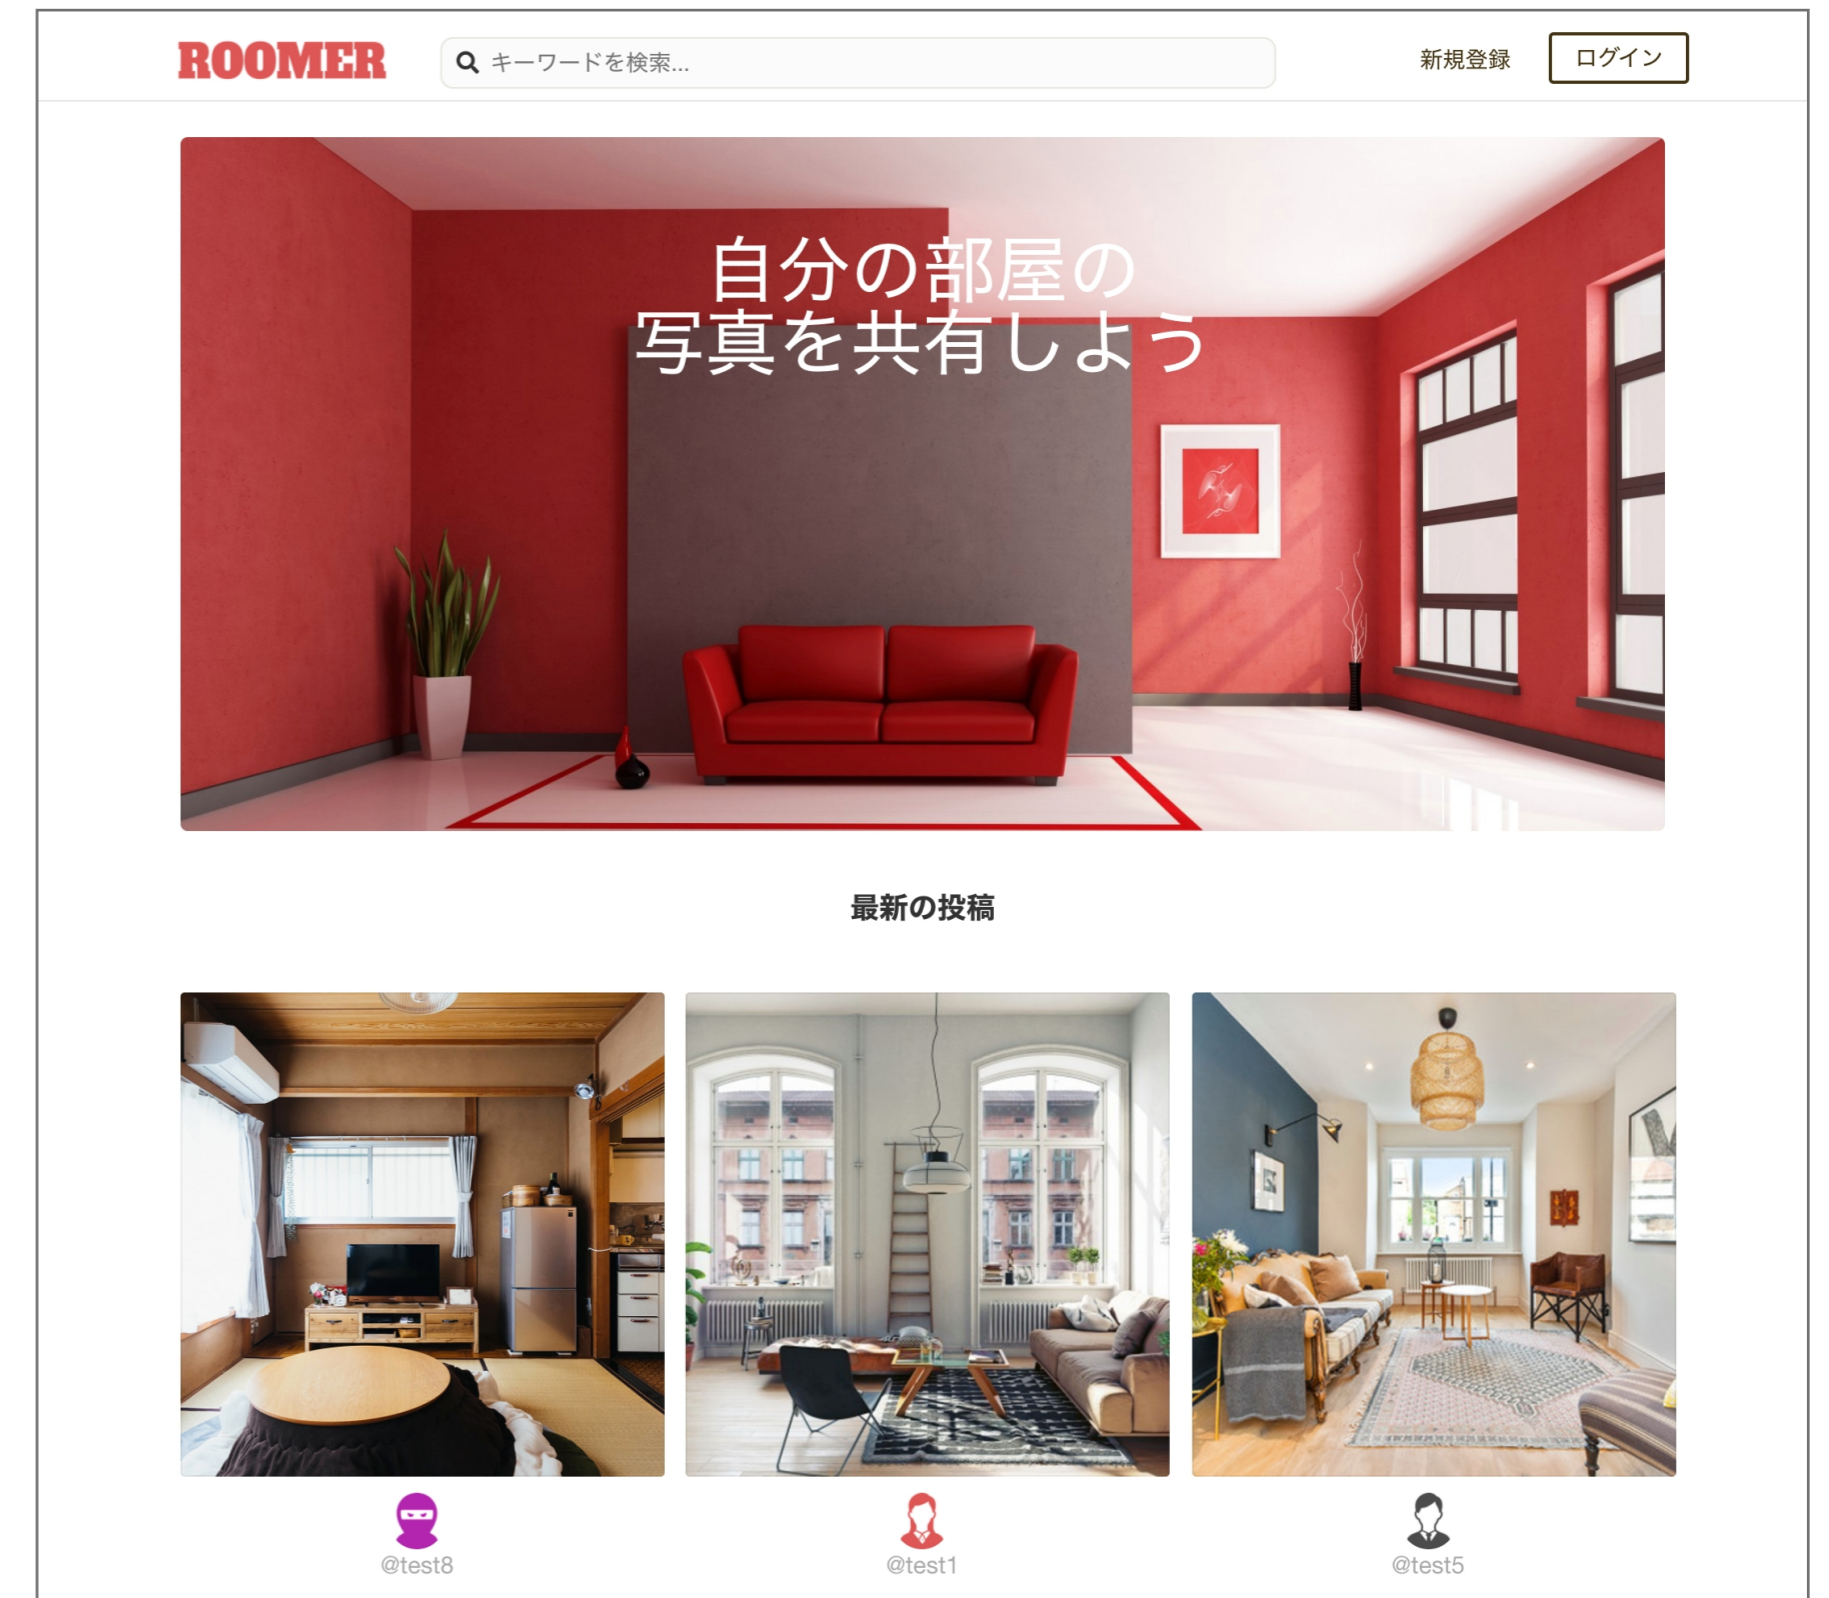 ROOMER
キーワードを検索...
新規登録
ログイン
自分の部屋の
写真を共有しよう
最新の投稿
@test8
@test1
@test5